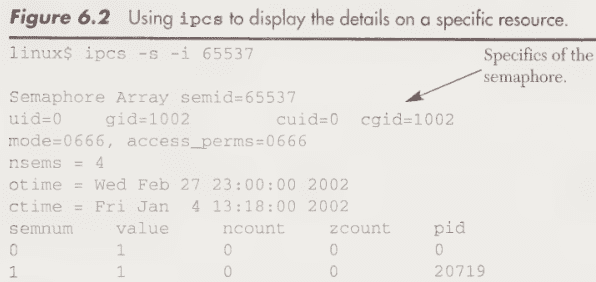 Figure 6.2 Using ipcs to display the details on a specific resource.
linux$ ipcs -s -i 65537
Specifics of the
semaphore.
Semaphore Array semid=65537
uid=0 gid=1002 cuid=0 cgid=1002
mode=0666, access_perms=0666
nsems = 4
otime = Wed Feb 27 23:00:00 2002
ctime = Fri Jan 4 13:18:00 2002
semnum value ncount zcount pid
0 1 0 0 0
1 1 0 0 20719